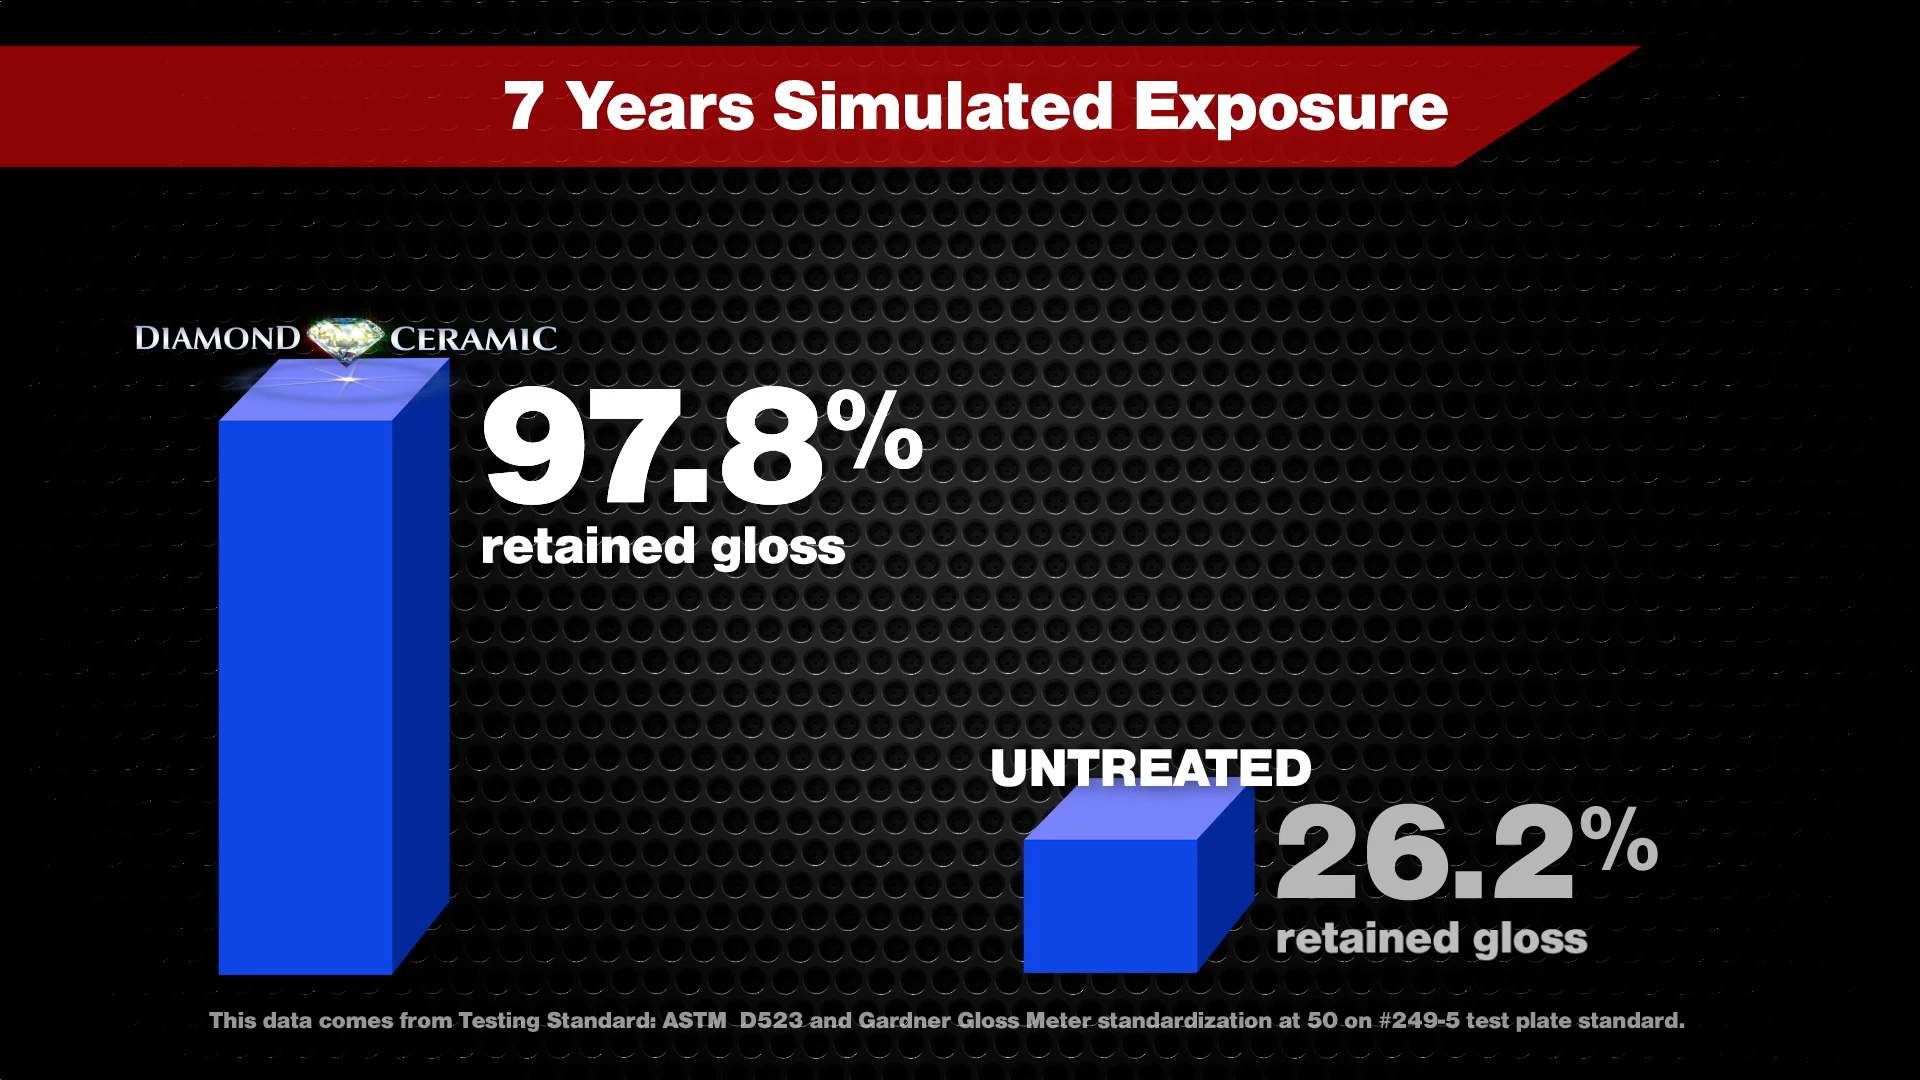 7 Years Simulated Exposure
DIAMOND CERAMIC
97.8%
retained gloss
UNTREATED
26.2%
retained gloss
This data comes from Testing Standard: ASTM D523 and Gardner Gloss Meter standardization at 50 on #249-5 test plate standard.